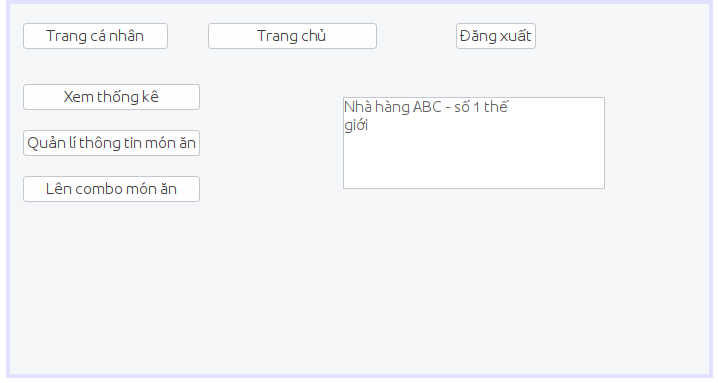 Trang cá nhân
Trang chủ
Đăng xuất
Xem thống kê
Quản lí thông tin món ăn
Lên combo món ăn
Nhà hàng ABC - số 1 thế
giới